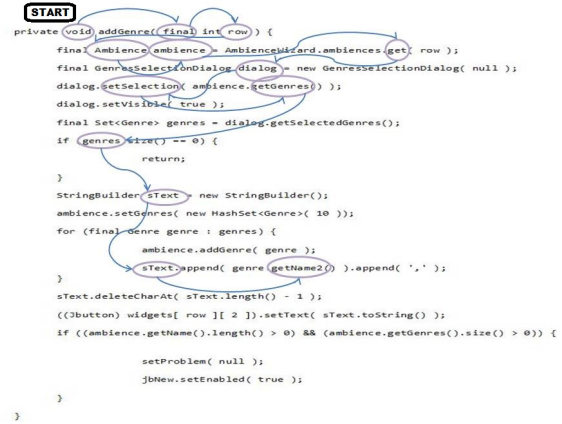 START
private void addGenre( final int row ) {
final Ambience ambience = AmbienceWizard.ambiences.get( row );
final GenresSelectionDialog dialog = new GenresSelectionDialog( null );
dialog.setSelection( ambience.getGenres() );
dialog.setVisible( true );
final Set<Genre> genres = dialog.getSelectedGenres();
if (genres size() == 0) {
return;
}
StringBuilder sText = new StringBuilder();
ambience.setGenres( new HashSet<Genre>( 10 ));
for (final Genre genre : genres) {
ambience.addGenre( genre );
sText.append( genre getName2() ).append( ',' );
}
sText.deleteCharAt( sText.length() - 1 );
((Jbutton) widgets[ row ][ 2 ]).setText( sText.toString() );
if ((ambience.getName().length() > 0) && (ambience.getGenres().size() > 0)) {
setProblem( null );
jbNew.setEnabled( true );
}
}